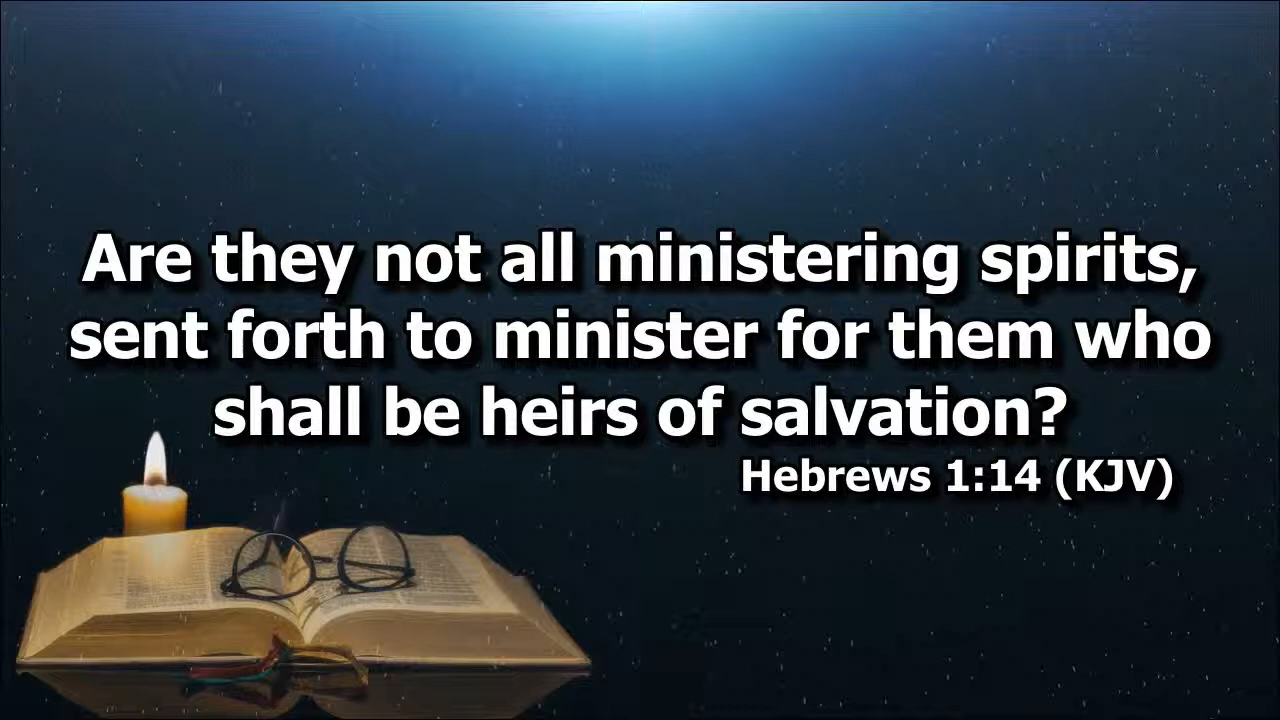 Are they not all ministering spirits,
sent forth to minister for them who
shall be heirs of salvation?
Hebrews 1:14 (KJV)